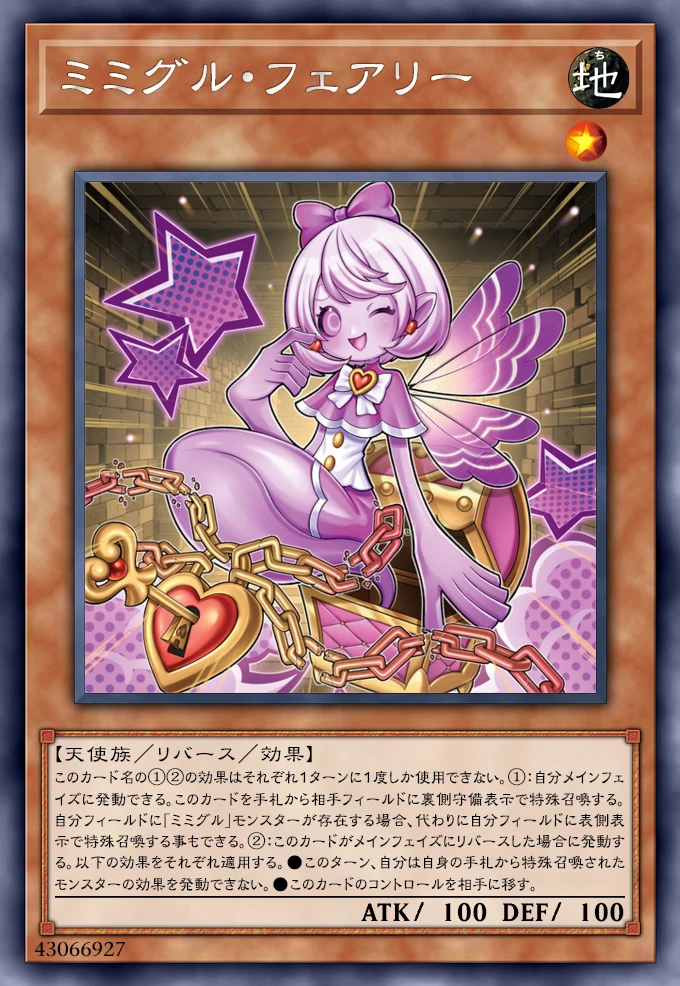 ミミグル・フェアリー
ち
地
【天使族／リバース／効果】
このカード名の①②の効果はそれぞれ1ターンに1度しか使用できない。①：自分メインフェ
イズに発動できる。このカードを手札から相手フィールドに裏側守備表示で特殊召喚する。
自分フィールドに「ミミグル」モンスターが存在する場合、代わりに自分フィールドに表側表
示で特殊召喚する事もできる。②：このカードがメインフェイズにリバースした場合に発動す
る。以下の効果をそれぞれ適用する。●このターン、自分は自身の手札から特殊召喚された
モンスターの効果を発動できない。●このカードのコントロールを相手に移す。
ATK/ 100 DEF/ 100
43066927